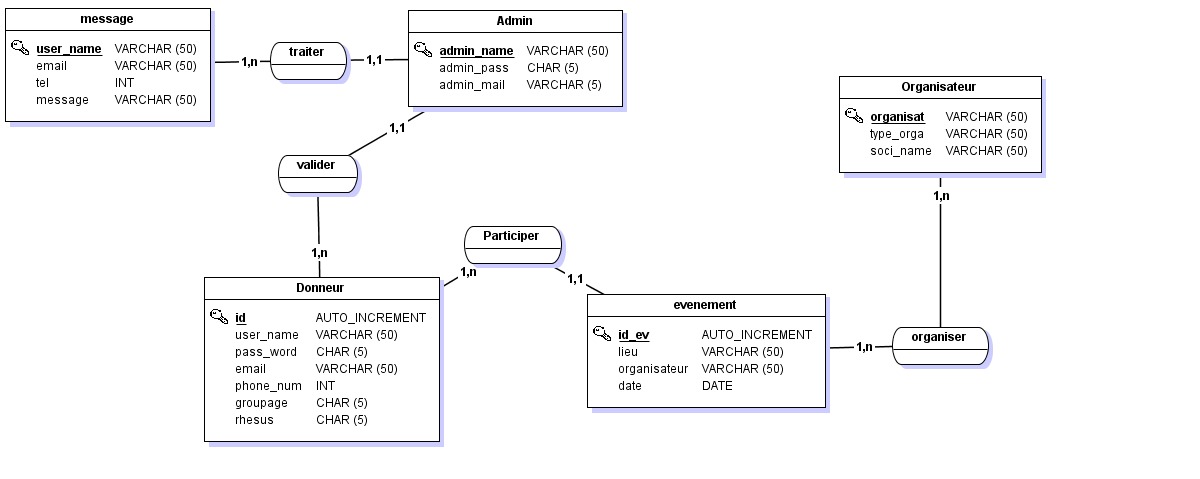 message
user_name VARCHAR (50)
email VARCHAR (50)
tel INT
message VARCHAR (50)
1,n
traiter
1,1
Admin
admin_name VARCHAR (50)
admin_pass CHAR (5)
admin_mail VARCHAR (5)
1,1
valider
1,n
Organisateur
organisat VARCHAR (50)
type_orga VARCHAR (50)
soci_name VARCHAR (50)
1,n
Participer
1,n
1,1
Donneur
id AUTO_INCREMENT
user_name VARCHAR (50)
pass_word CHAR (5)
email VARCHAR (50)
phone_num INT
groupage CHAR (5)
rhesus CHAR (5)
evenement
id_ev AUTO_INCREMENT
lieu VARCHAR (50)
organisateur VARCHAR (50)
date DATE
1,n
organiser